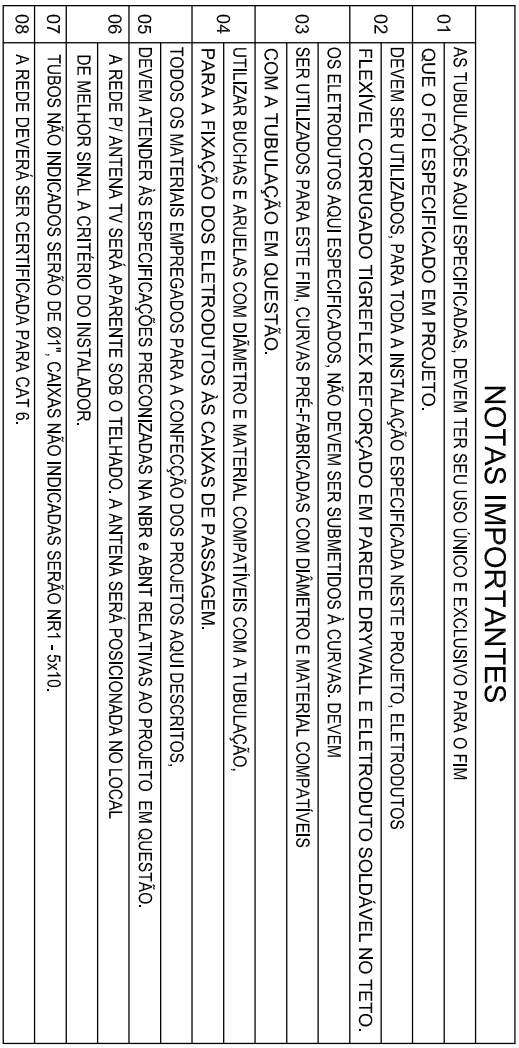 NOTAS IMPORTANTES
01
AS TUBULAÇÕES AQUI ESPECIFICADAS, DEVEM TER SEU USO ÚNICO E EXCLUSIVO PARA O FIM
QUE O FOI ESPECIFICADO EM PROJETO.
02
DEVEM SER UTILIZADOS, PARA TODA A INSTALAÇÃO ESPECIFICADA NESTE PROJETO, ELETRODUTOS
FLEXÍVEL CORRUGADO TIGREFLEX REFORÇADO EM PAREDE DRYWALL E ELETRODUTO SOLDÁVEL NO TETO.
03
OS ELETRODUTOS AQUI ESPECIFICADOS, NÃO DEVEM SER SUBMETIDOS À CURVAS. DEVEM
SER UTILIZADOS PARA ESTE FIM, CURVAS PRÉ-FABRICADAS COM DIÂMETRO E MATERIAL COMPATÍVEIS
COM A TUBULAÇÃO EM QUESTÃO.
04
UTILIZAR BUCHAS E ARUELAS COM DIÂMETRO E MATERIAL COMPATÍVEIS COM A TUBULAÇÃO,
PARA A FIXAÇÃO DOS ELETRODUTOS ÀS CAIXAS DE PASSAGEM.
05
TODOS OS MATERIAIS EMPREGADOS PARA A CONFECÇÃO DOS PROJETOS AQUI DESCRITOS,
DEVEM ATENDER ÀS ESPECIFICAÇÕES PRECONIZADAS NA NBR e ABNT RELATIVAS AO PROJETO EM QUESTÃO.
06
A REDE P/ ANTENA TV SERÁ APARENTE SOB O TELHADO. A ANTENA SERÁ POSICIONADA NO LOCAL
DE MELHOR SINAL A CRITÉRIO DO INSTALADOR.
07
TUBOS NÃO INDICADOS SERÃO DE Ø1", CAIXAS NÃO INDICADAS SERÃO NR1 - 5x10.
08
A REDE DEVERÁ SER CERTIFICADA PARA CAT 6.